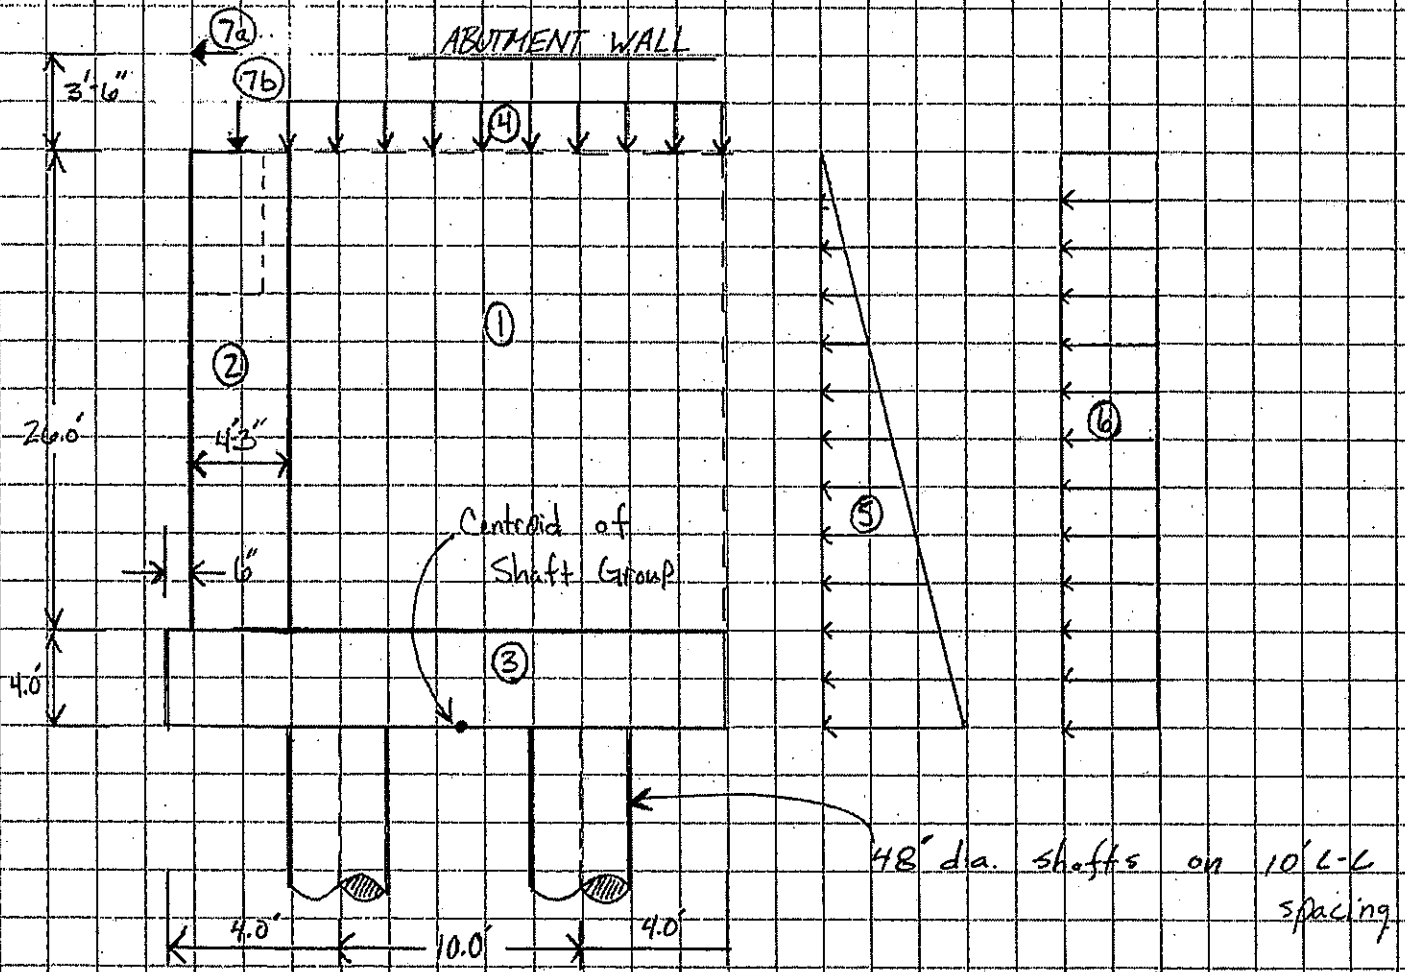 ABUTMENT WALL
7a
7b
3'-6"
4
1
2
26.0'
4'-3"
6
5
Centroid of
Shaft Group
6"
3
4.0'
48" dia. shafts on 10' C-C
spacing
4.0'
10.0'
4.0'